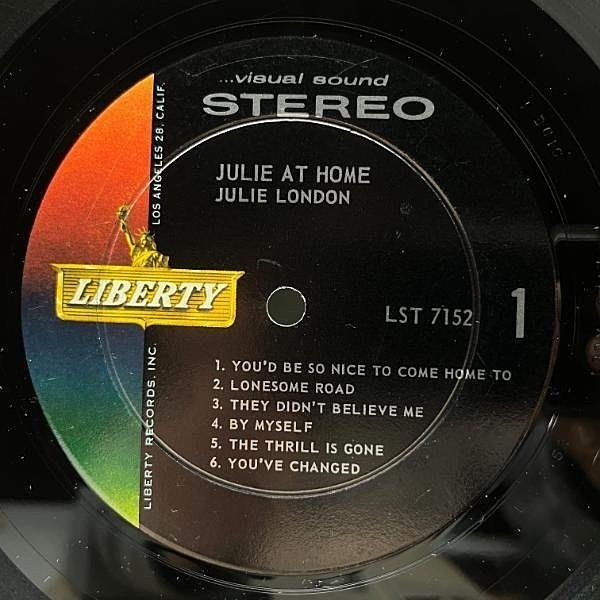 ...visual sound
STEREO
JULIE AT HOME
JULIE LONDON
LIBERTY
LST 7152
1
1. YOU'D BE SO NICE TO COME HOME TO
2. LONESOME ROAD
3. THEY DIDN'T BELIEVE ME
4. BY MYSELF
5. THE THRILL IS GONE
6. YOU'VE CHANGED
LIBERTY RECORDS, INC.
LOS ANGELES 28, CALIF.